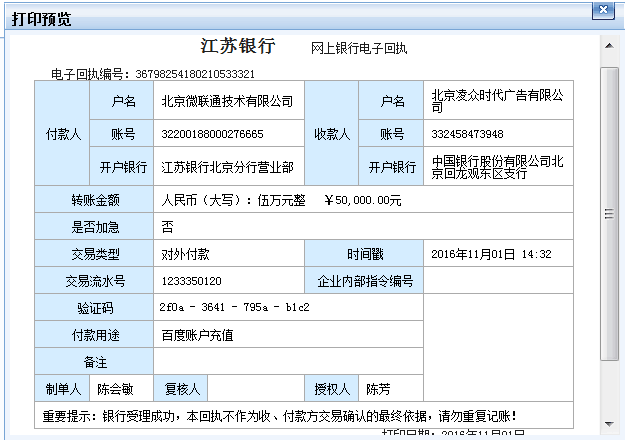 打印预览
江苏银行 网上银行电子回执
电子回执编号：36798254180210533321
付款人 户名 北京微联通技术有限公司 收款人 户名 北京凌众时代广告有限公司
账号 32200188000276665 账号 332458473948
开户银行 江苏银行北京分行营业部 开户银行 中国银行股份有限公司北京回龙观东区支行
转账金额 人民币（大写）：伍万元整 ￥50,000.00元
是否加急 否
交易类型 对外付款 时间戳 2016年11月01日 14:32
交易流水号 1233350120 企业内部指令编号
验证码 2f0a - 3641 - 795a - b1c2
付款用途 百度账户充值
备注
制单人 陈会敏 复核人 授权人 陈芳
重要提示：银行受理成功，本回执不作为收、付款方交易确认的最终依据，请勿重复记账！
打印日期：2016年11月01日